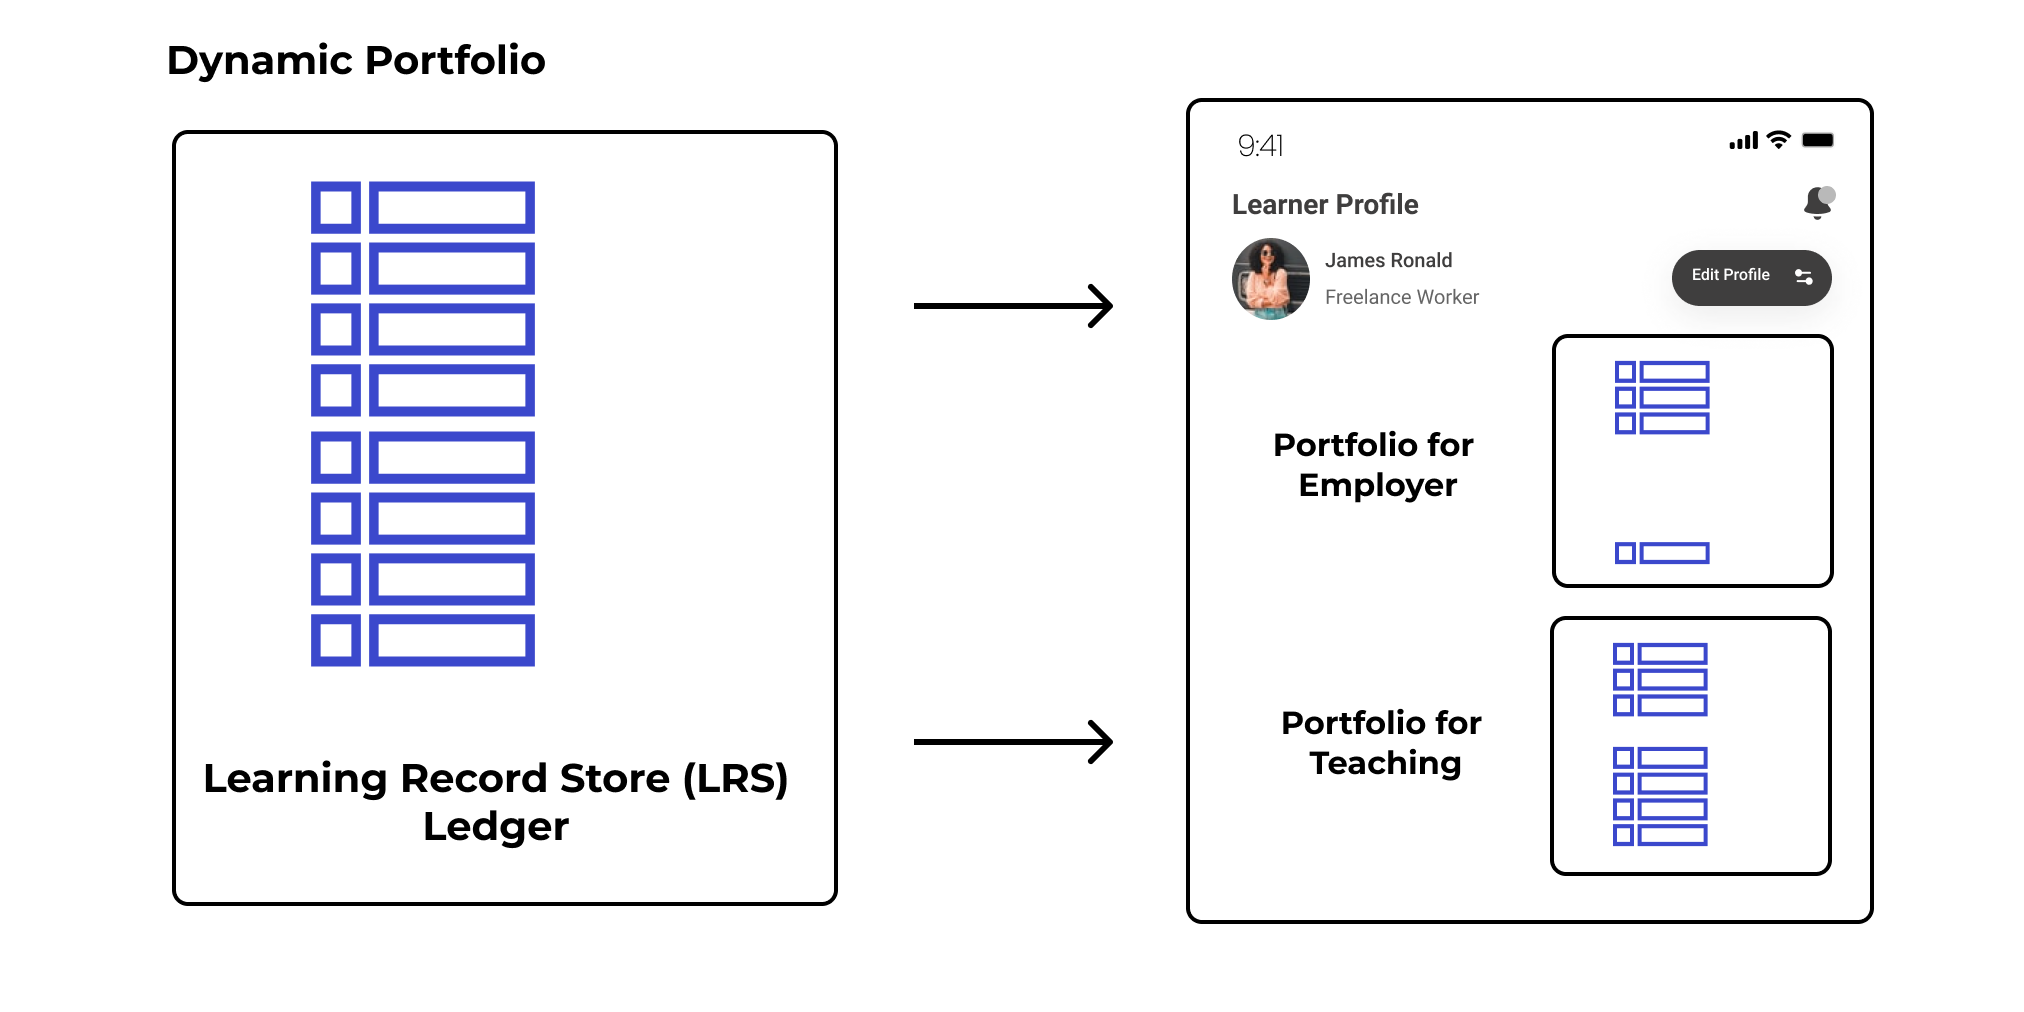 Dynamic Portfolio
Learning Record Store (LRS)
Ledger
9:41
Learner Profile
James Ronald
Freelance Worker
Edit Profile
Portfolio for
Employer
Portfolio for
Teaching